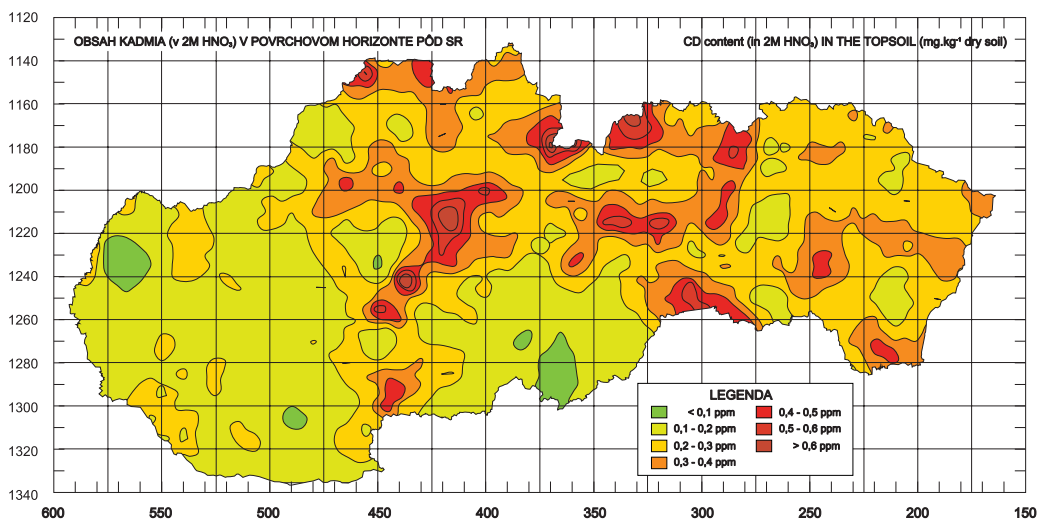 OBSAH KADMIA (v 2M HNO₃) V POVRCHOVOM HORIZONTE PÔD SR
CD content (in 2M HNO₃) IN THE TOPSOIL (mg.kg⁻¹ dry soil)
1120
1140
1160
1180
1200
1220
1240
1260
1280
1300
1320
1340
LEGENDA
< 0,1 ppm
0,1 - 0,2 ppm
0,2 - 0,3 ppm
0,3 - 0,4 ppm
0,4 - 0,5 ppm
0,5 - 0,6 ppm
> 0,6 ppm
600 550 500 450 400 350 300 250 200 150